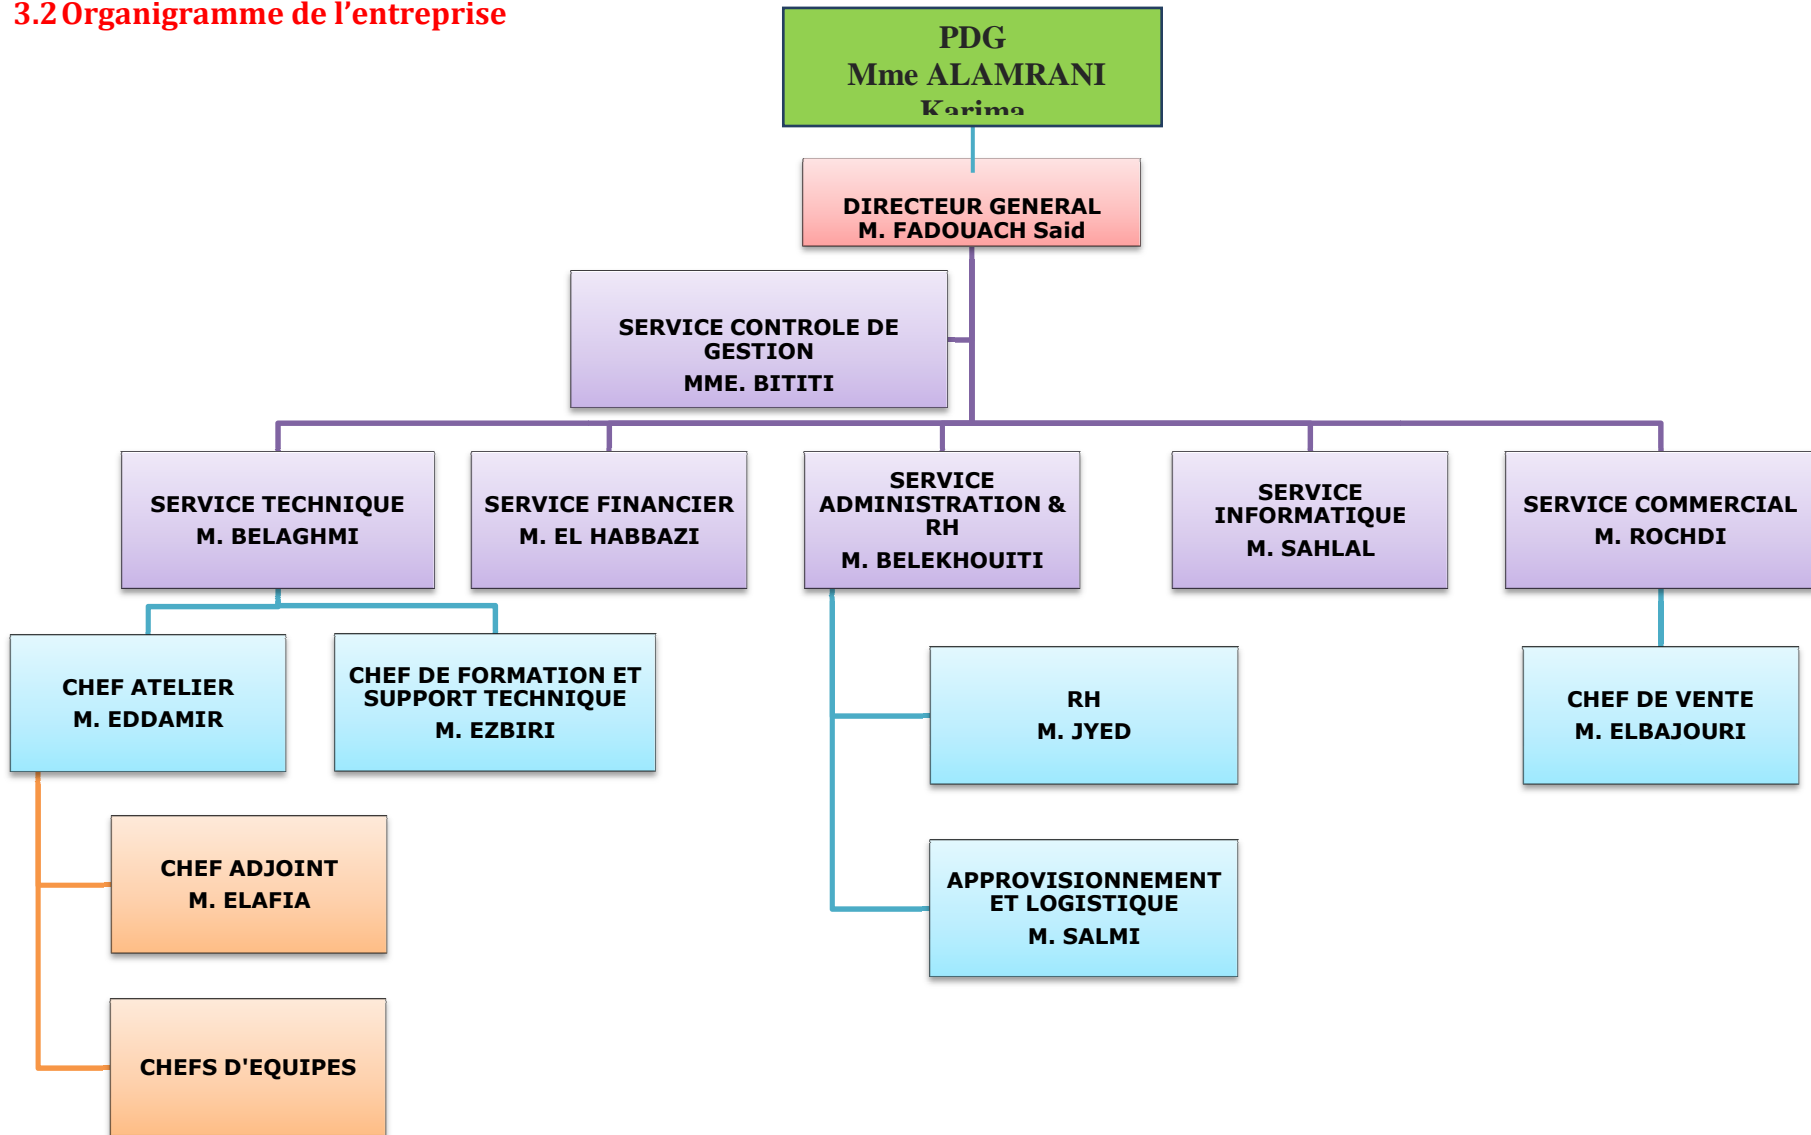 3.2 Organigramme de l’entreprise
PDG
Mme ALAMRANI
Karima
DIRECTEUR GENERAL
M. FADOUACH Said
SERVICE CONTROLE DE
GESTION
MME. BITITI
SERVICE TECHNIQUE
M. BELAGHMI
SERVICE FINANCIER
M. EL HABBAZI
SERVICE
ADMINISTRATION &
RH
M. BELEKHOUITI
SERVICE
INFORMATIQUE
M. SAHLAL
SERVICE COMMERCIAL
M. ROCHDI
CHEF ATELIER
M. EDDAMIR
CHEF DE FORMATION ET
SUPPORT TECHNIQUE
M. EZBIRI
RH
M. JYED
CHEF DE VENTE
M. ELBAJOURI
CHEF ADJOINT
M. ELAFIA
APPROVISIONNEMENT
ET LOGISTIQUE
M. SALMI
CHEFS D'EQUIPES